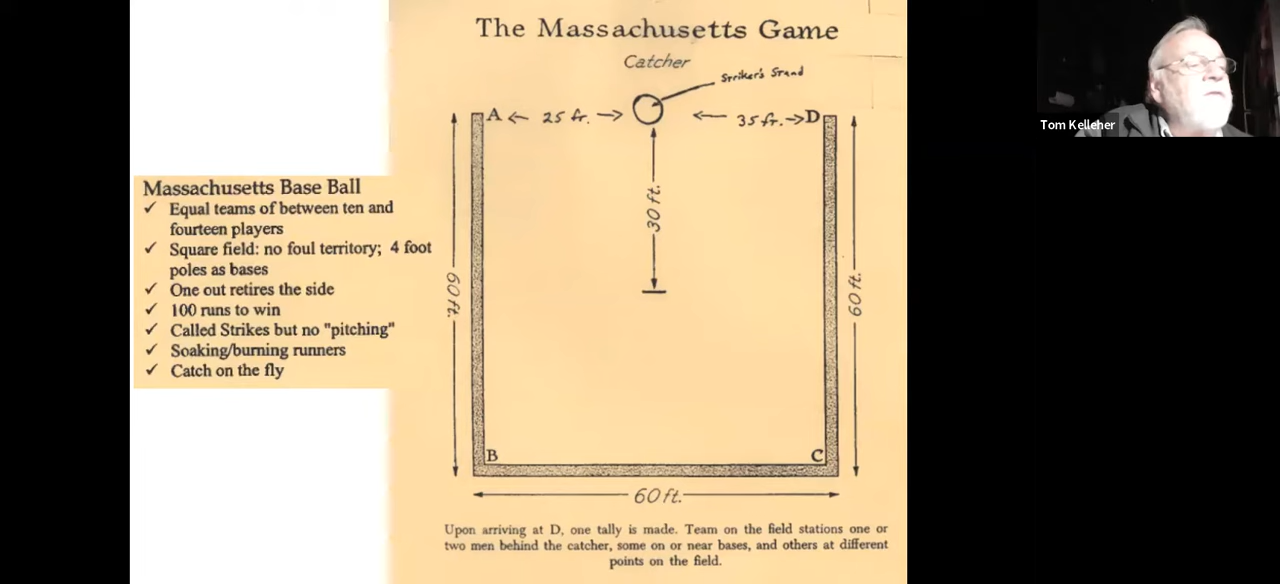 The Massachusetts Game
Catcher
Striker's Stand
A ← 25 ft. →
← 35 ft. → D
30 ft.
60 ft.
60 ft.
B
C
60 ft.
Upon arriving at D, one tally is made. Team on the field stations one or
two men behind the catcher, some on or near bases, and others at different
points on the field.
Massachusetts Base Ball
✓ Equal teams of between ten and
fourteen players
✓ Square field: no foul territory; 4 foot
poles as bases
✓ One out retires the side
✓ 100 runs to win
✓ Called Strikes but no "pitching"
✓ Soaking/burning runners
✓ Catch on the fly
Tom Kelleher